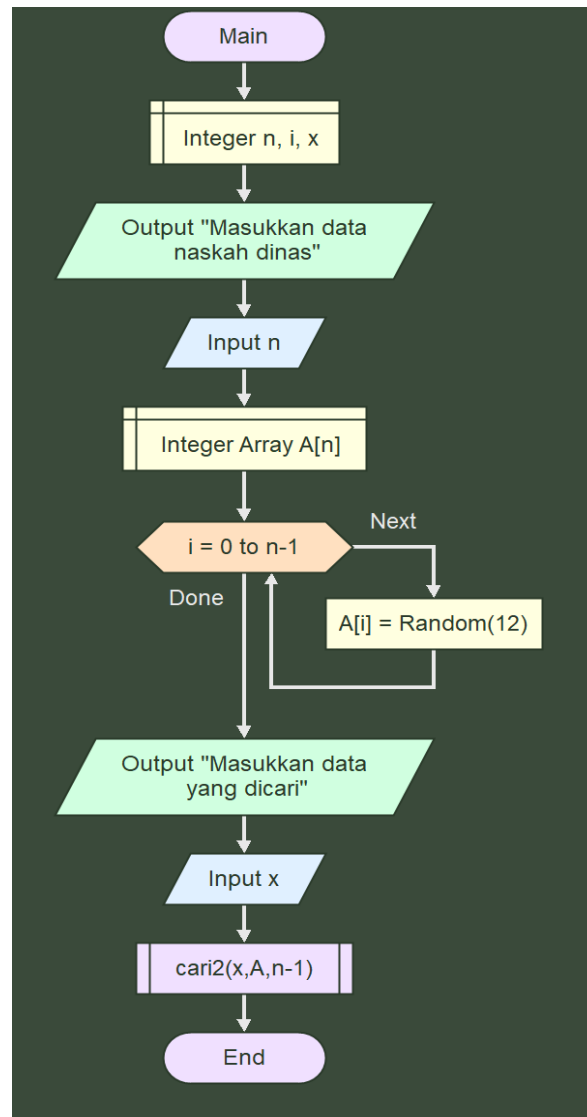 Main
Integer n, i, x
Output "Masukkan data
naskah dinas"
Input n
Integer Array A[n]
i = 0 to n-1
Next
Done
A[i] = Random(12)
Output "Masukkan data
yang dicari"
Input x
cari2(x,A,n-1)
End